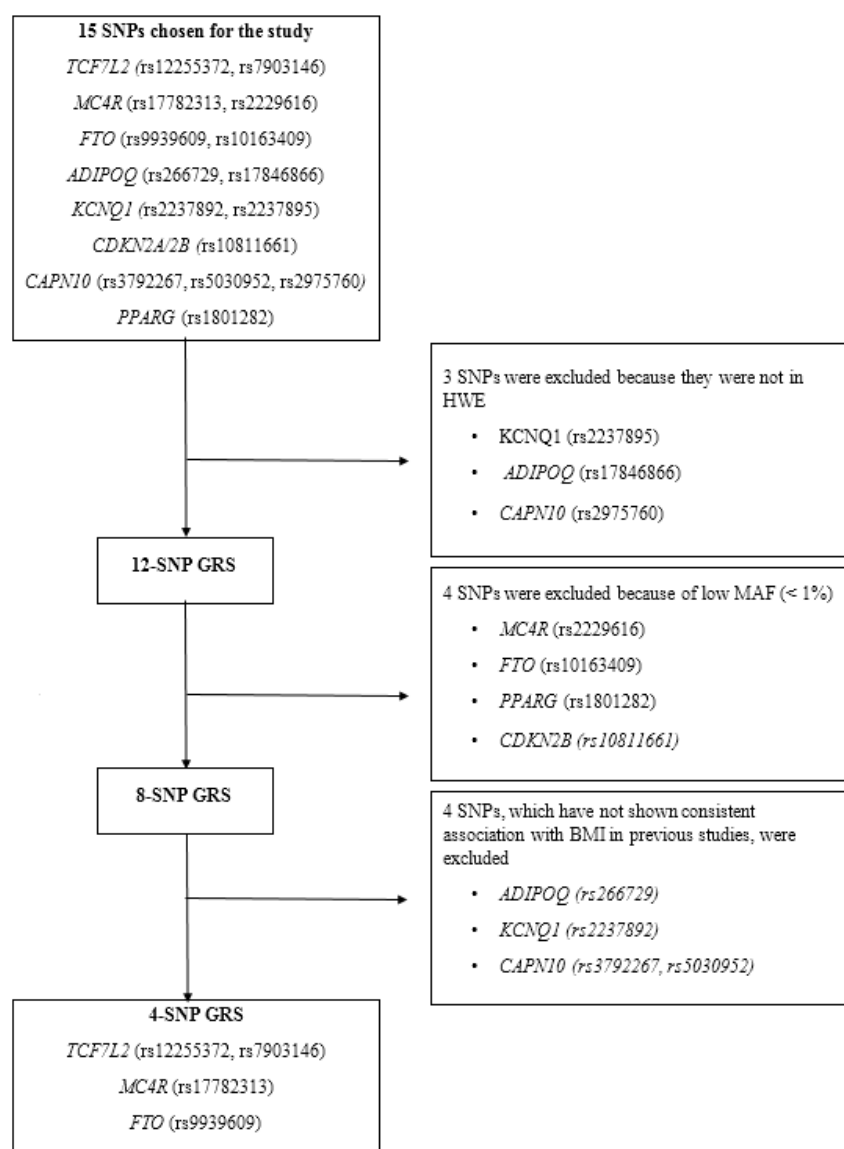 15 SNPs chosen for the study
TCF7L2 (rs12255372, rs7903146)
MC4R (rs17782313, rs2229616)
FTO (rs9939609, rs10163409)
ADIPOQ (rs266729, rs17846866)
KCNQ1 (rs2237892, rs2237895)
CDKN2A/2B (rs10811661)
CAPN10 (rs3792267, rs5030952, rs2975760)
PPARG (rs1801282)
3 SNPs were excluded because they were not in
HWE
• KCNQ1 (rs2237895)
• ADIPOQ (rs17846866)
• CAPN10 (rs2975760)
12-SNP GRS
4 SNPs were excluded because of low MAF (< 1%)
• MC4R (rs2229616)
• FTO (rs10163409)
• PPARG (rs1801282)
• CDKN2B (rs10811661)
8-SNP GRS
4 SNPs, which have not shown consistent
association with BMI in previous studies, were
excluded
• ADIPOQ (rs266729)
• KCNQ1 (rs2237892)
• CAPN10 (rs3792267, rs5030952)
4-SNP GRS
TCF7L2 (rs12255372, rs7903146)
MC4R (rs17782313)
FTO (rs9939609)